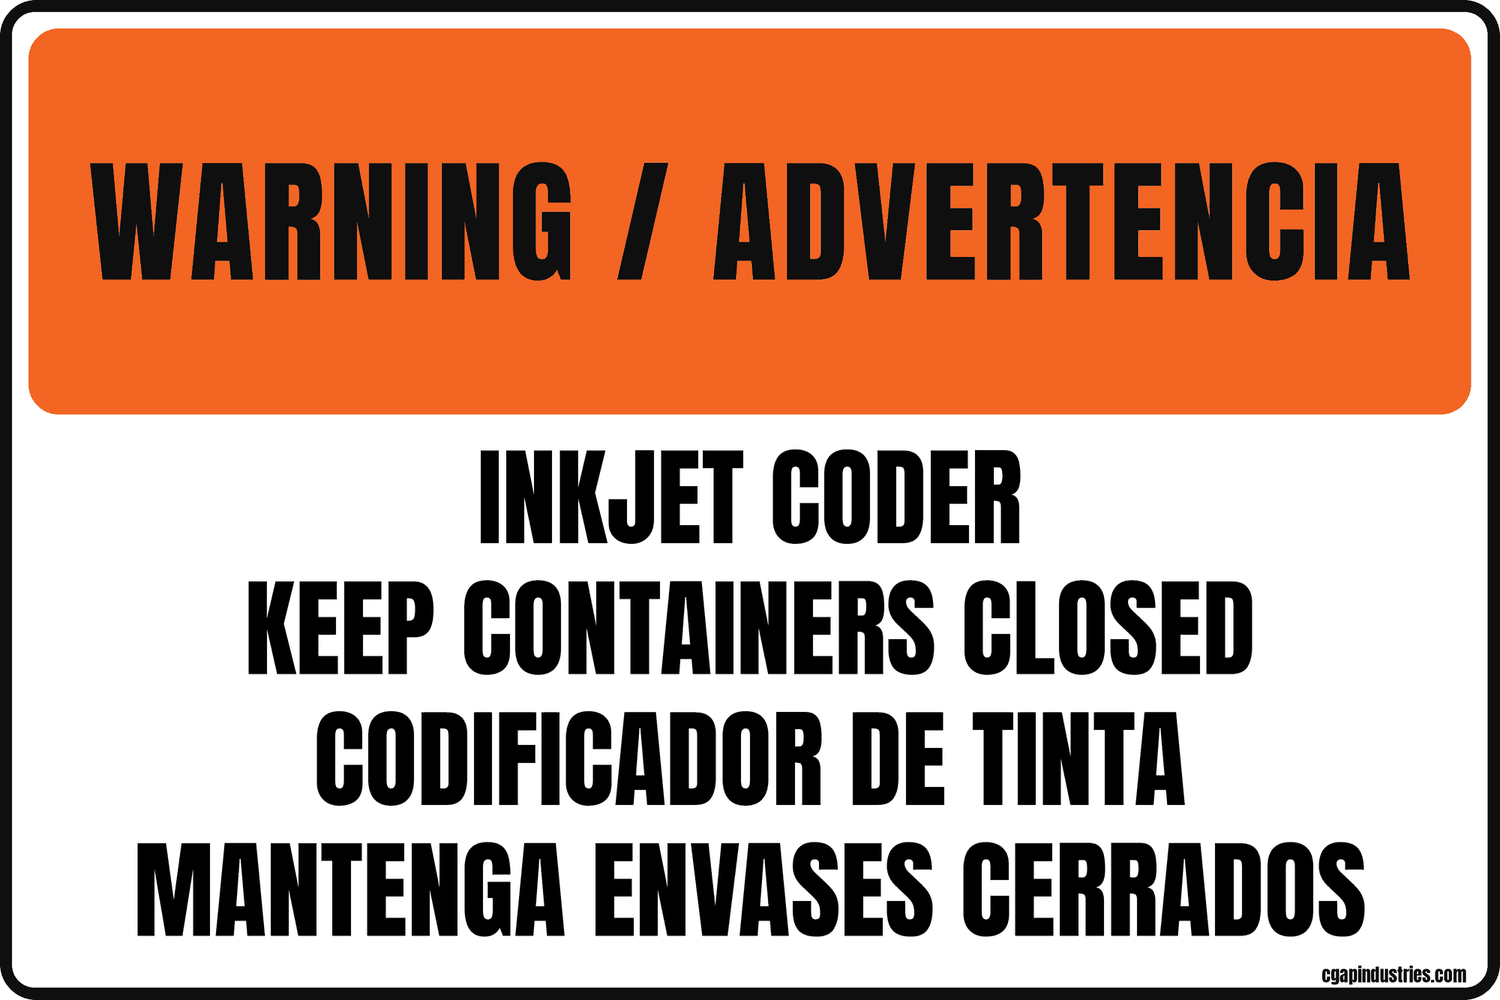 WARNING / ADVERTENCIA
INKJET CODER
KEEP CONTAINERS CLOSED
CODIFICADOR DE TINTA
MANTENGA ENVASES CERRADOS
cgapindustries.com